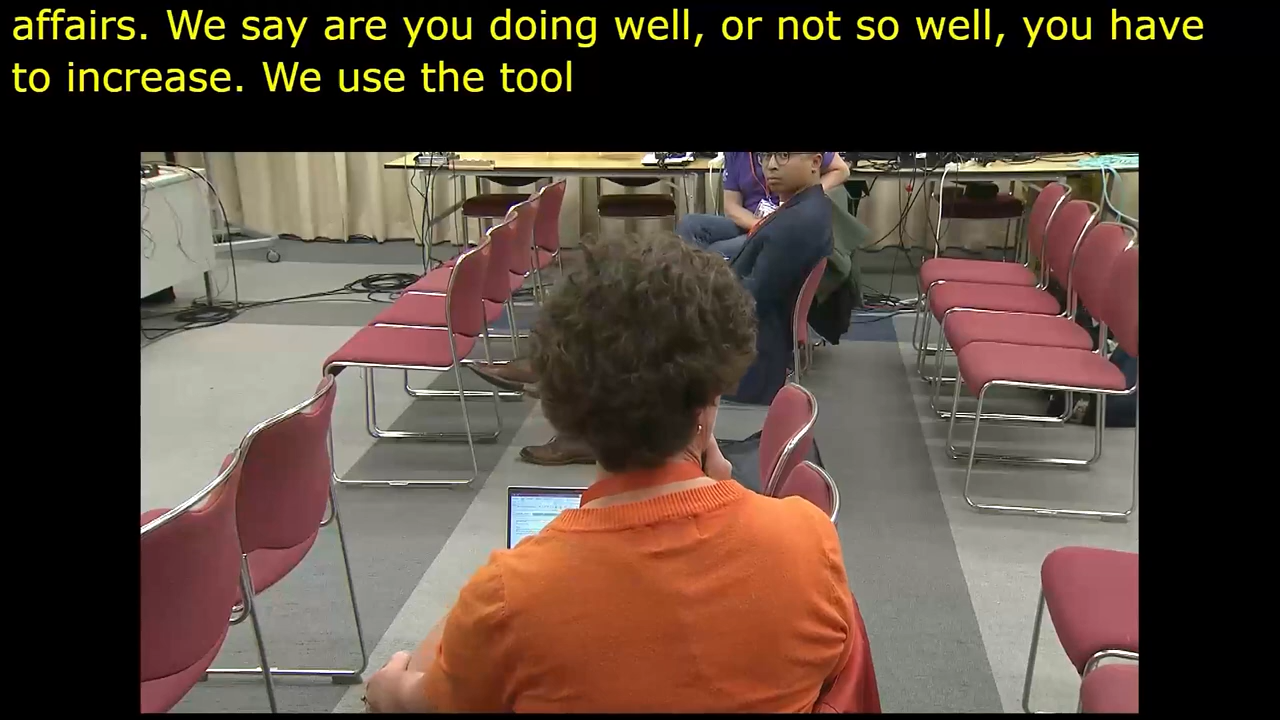 affairs. We say are you doing well, or not so well, you have
to increase. We use the tool